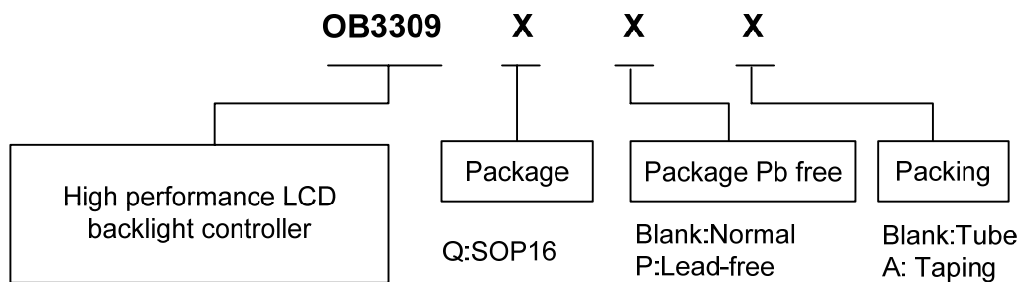 OB3309 X X X
High performance LCD
backlight controller
Package
Q:SOP16
Package Pb free
Blank:Normal
P:Lead-free
Packing
Blank:Tube
A: Taping